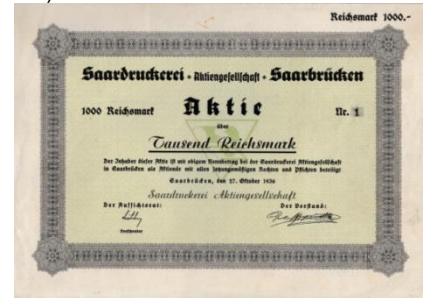 Reichsmark 1000.-
Saardruckerei - Aktiengesellschaft - Saarbrücken
1000 Reichsmark Aktie Nr. 1
über
Tausend Reichsmark
Der Inhaber dieser Aktie ist mit obigem Nennbetrag bei der Saardruckerei Aktiengesellschaft
in Saarbrücken als Aktionär mit allen satzungsmäßigen Rechten und Pflichten beteiligt
Saarbrücken, den 27. Oktober 1936
Saardruckerei Aktiengesellschaft
Der Aufsichtsrat: Der Vorstand:
Vorsitzender